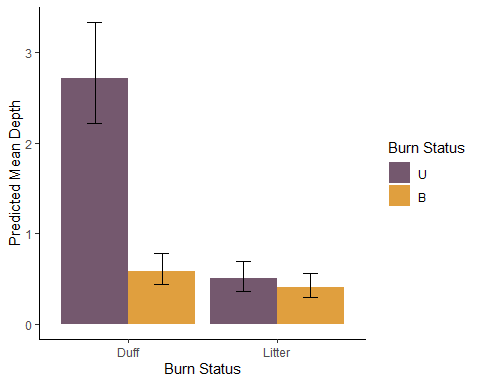 Predicted Mean Depth
3
2
1
0
Duff
Litter
Burn Status
Burn Status
U
B